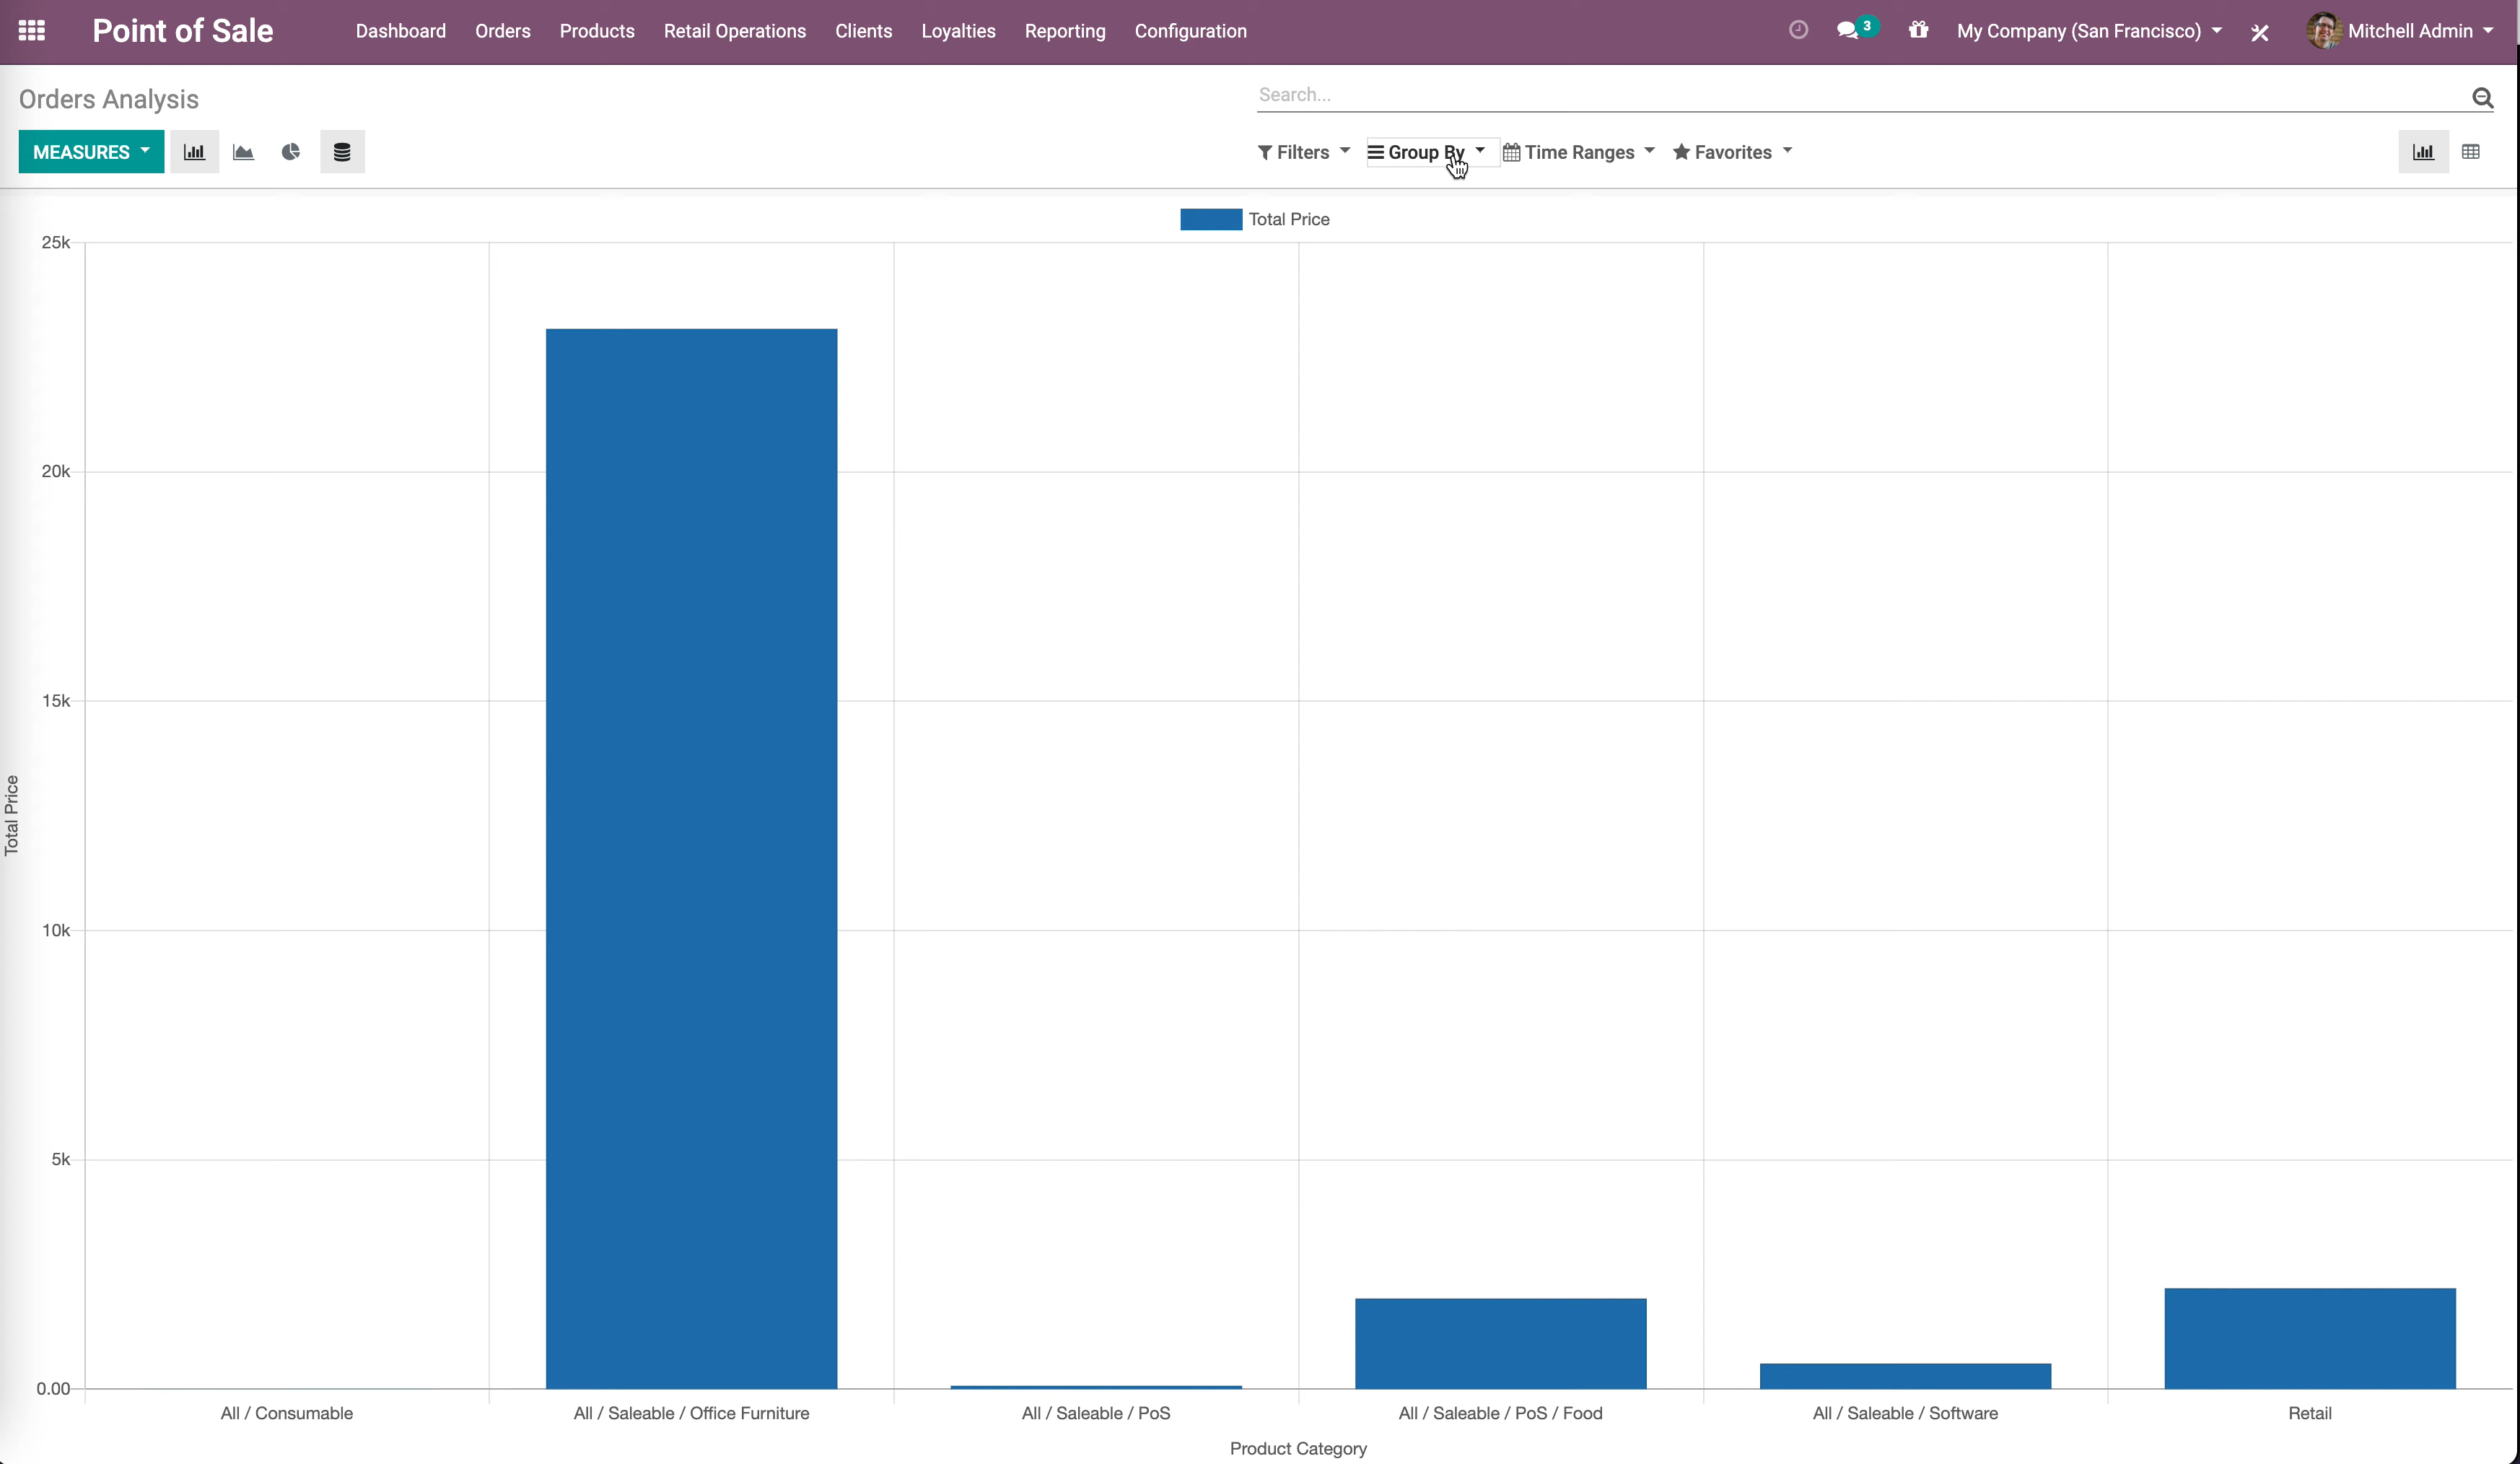 Point of Sale
Dashboard Orders Products Retail Operations Clients Loyalties Reporting Configuration
3
My Company (San Francisco)
Mitchell Admin
Orders Analysis
Search...
MEASURES
Filters Group By Time Ranges Favorites
Total Price
25k
20k
15k
10k
5k
0.00
Total Price
All / Consumable
All / Saleable / Office Furniture
All / Saleable / PoS
All / Saleable / PoS / Food
All / Saleable / Software
Retail
Product Category